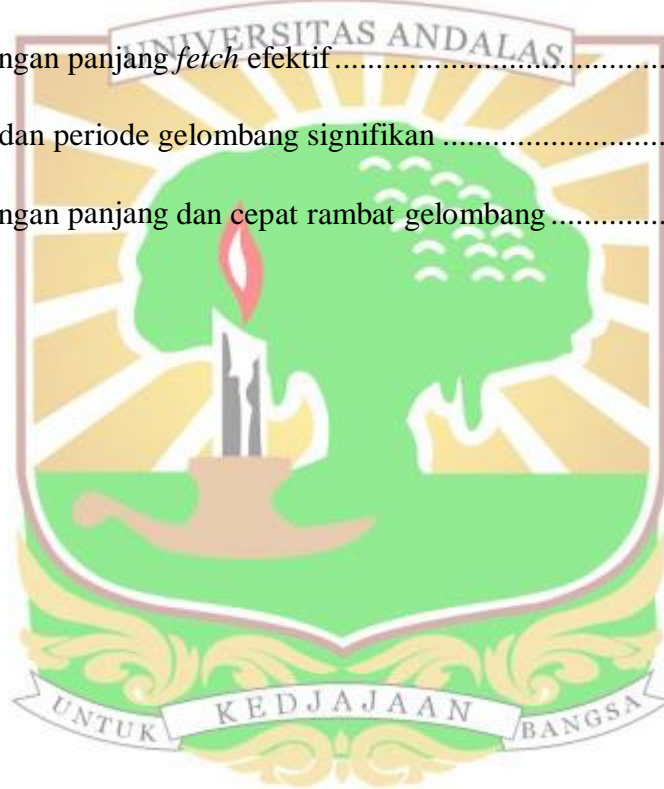 UNIVERSITAS ANDALAS
ngan panjang fetch efektif....................................
dan periode gelombang signifikan.........................
ngan panjang dan cepat rambat gelombang...............
UNTUK KEDJAJAAN BANGSA